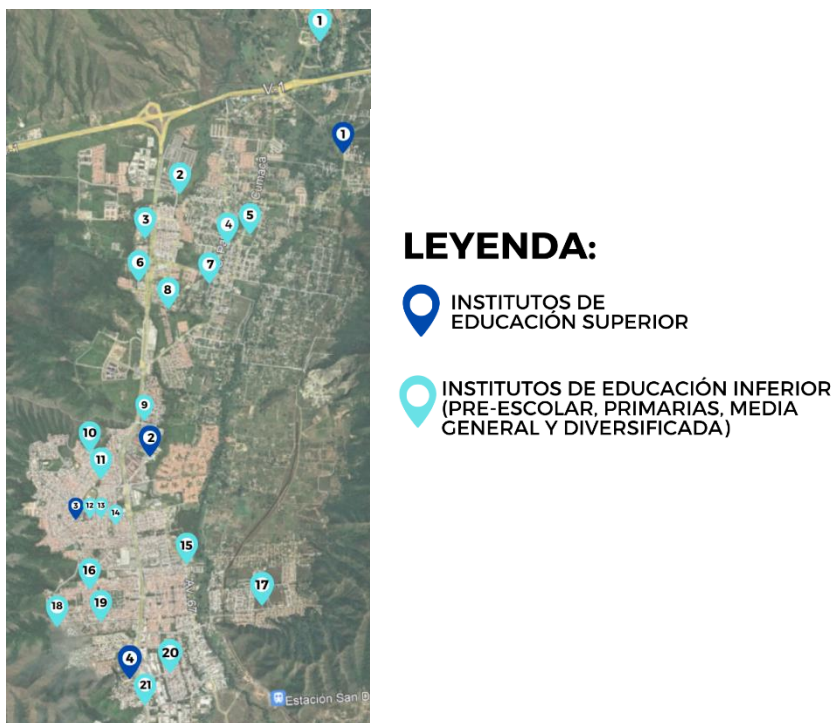 1
V-1
1
2
Cumaca
3
4
5
6
7
8
9
10
2
11
3
12
13
14
15
16
17
18
19
4
20
21
Estación San D
LEYENDA:
INSTITUTOS DE
EDUCACIÓN SUPERIOR
INSTITUTOS DE EDUCACIÓN INFERIOR
(PRE-ESCOLAR, PRIMARIAS, MEDIA
GENERAL Y DIVERSIFICADA)